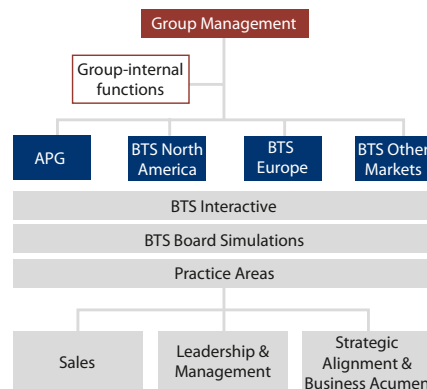 Group Management
Group-internal
functions
APG
BTS North
America
BTS
Europe
BTS Other
Markets
BTS Interactive
BTS Board Simulations
Practice Areas
Sales
Leadership &
Management
Strategic
Alignment &
Business Acumen